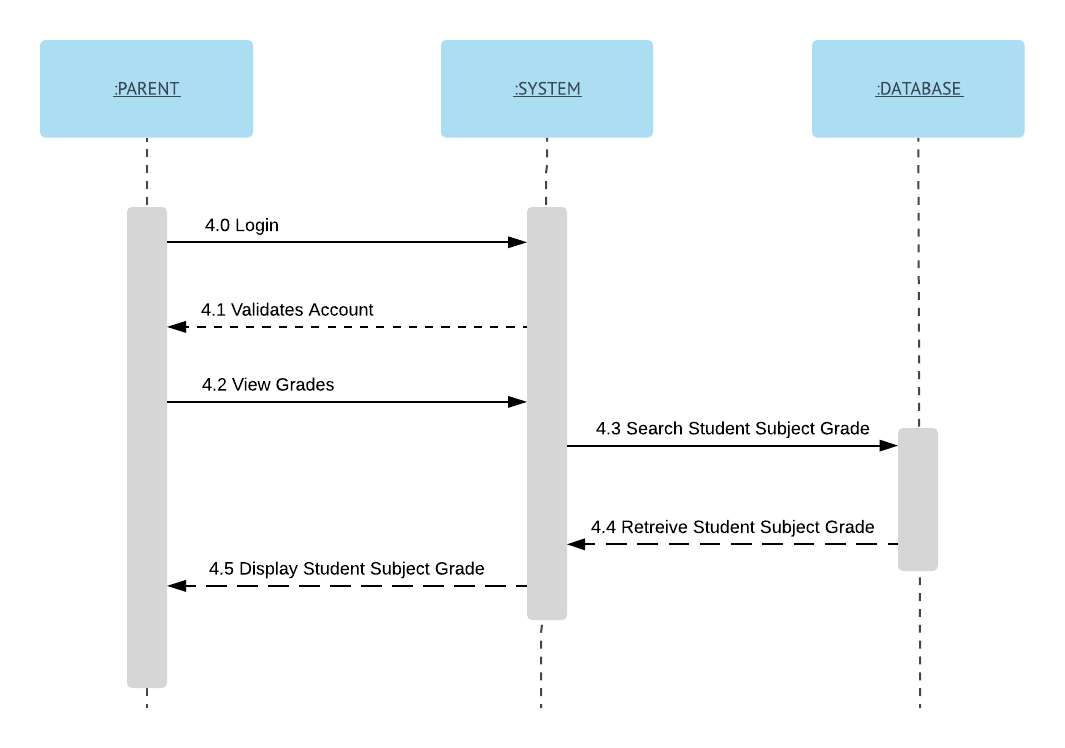 :PARENT
:SYSTEM
:DATABASE
4.0 Login
4.1 Validates Account
4.2 View Grades
4.3 Search Student Subject Grade
4.4 Retreive Student Subject Grade
4.5 Display Student Subject Grade